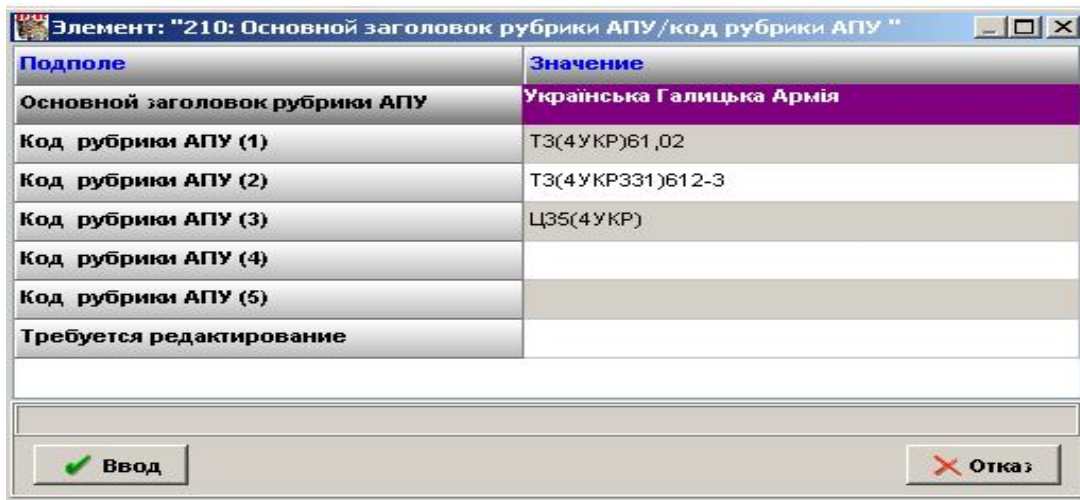 Элемент: "210: Основной заголовок рубрики АПУ/код рубрики АПУ "
Подполе Значение
Основной заголовок рубрики АПУ Українська Галицька Армія
Код рубрики АПУ (1) Т3(4УКР)61,02
Код рубрики АПУ (2) Т3(4УКР331)612-3
Код рубрики АПУ (3) Ц35(4УКР)
Код рубрики АПУ (4)
Код рубрики АПУ (5)
Требуется редактирование
Ввод Отказ